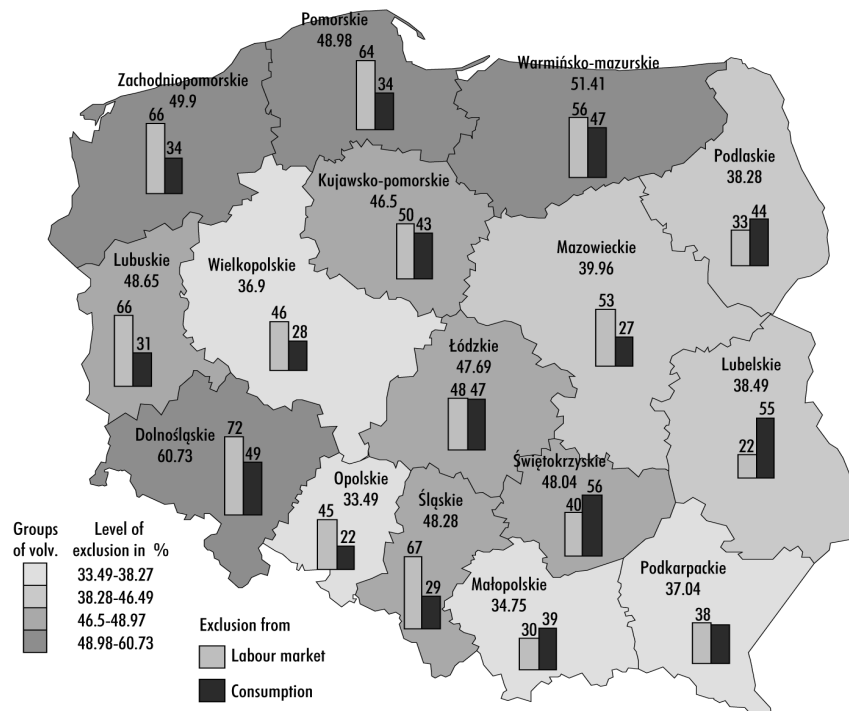 Pomorskie
48.98
64
34
Zachodniopomorskie
49.9
66
34
Warmińsko-mazurskie
51.41
56
47
Podlaskie
38.28
33
44
Kujawsko-pomorskie
46.5
50
43
Mazowieckie
39.96
53
27
Lubuskie
48.65
66
31
Wielkopolskie
36.9
46
28
Łódzkie
47.69
48
47
Lubelskie
38.49
22
55
Dolnośląskie
60.73
72
49
Opolskie
33.49
45
22
Śląskie
48.28
67
29
Świętokrzyskie
48.04
40
56
Małopolskie
34.75
30
39
Podkarpackie
37.04
38
Groups
of volv.
Level of
exclusion in %
33.49-38.27
38.28-46.49
46.5-48.97
48.98-60.73
Exclusion from
Labour market
Consumption